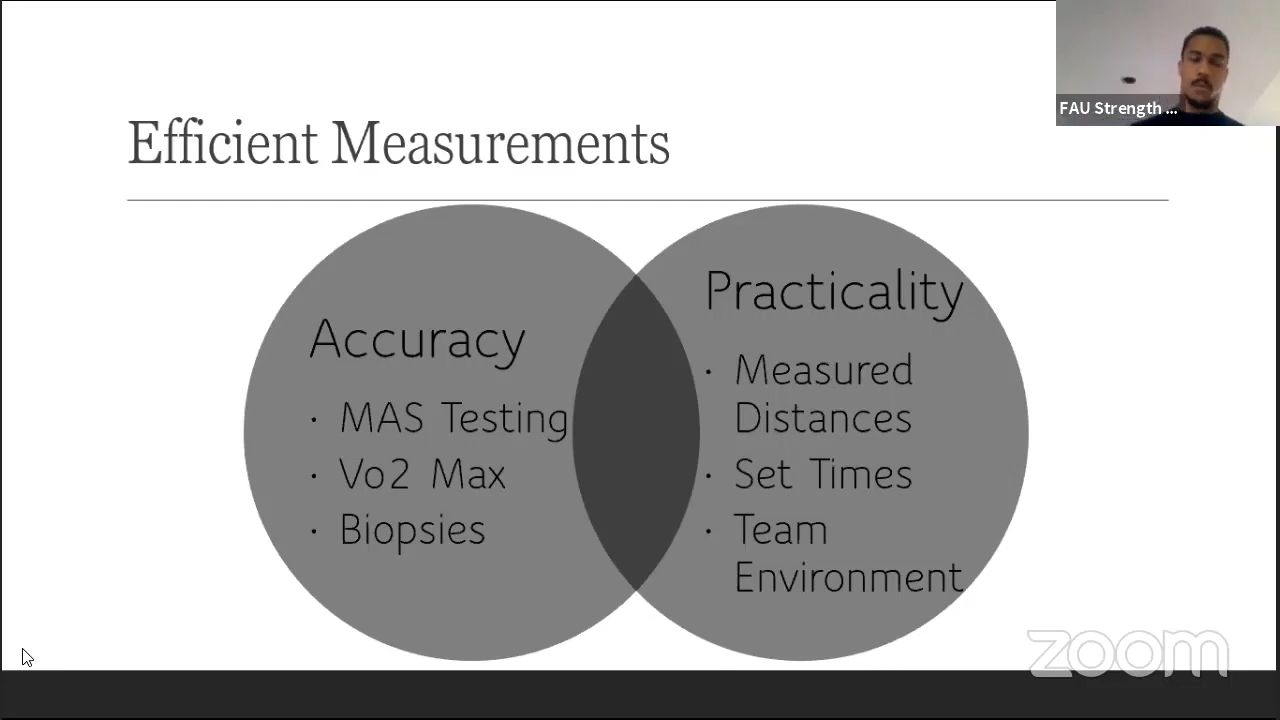 FAU Strength ...
Efficient Measurements
Accuracy
· MAS Testing
· Vo2 Max
· Biopsies
Practicality
· Measured
Distances
· Set Times
· Team
Environment
zoom